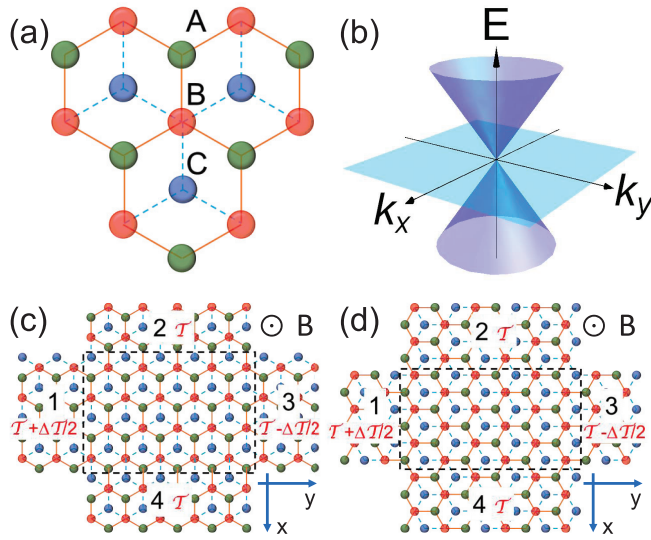 (a)
A
B
C
(b)
E
kx
ky
(c)
2 𝒯
⊙ B
1
𝒯+Δ𝒯/2
3
𝒯-Δ𝒯/2
4 𝒯
y
x
(d)
2 𝒯
⊙ B
1
𝒯+Δ𝒯/2
3
𝒯-Δ𝒯/2
4 𝒯
y
x